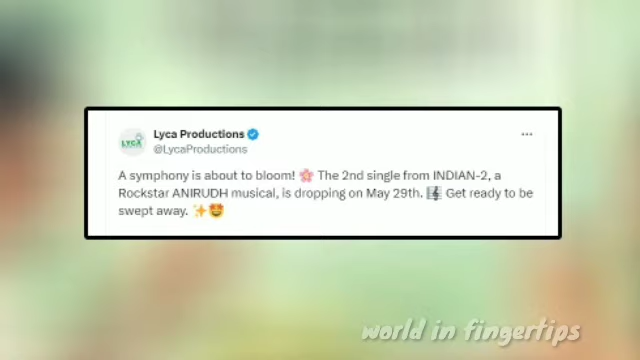 LYCA
Lyca Productions
@LycaProductions
A symphony is about to bloom! 🌸 The 2nd single from INDIAN-2, a
Rockstar ANIRUDH musical, is dropping on May 29th. 🎼 Get ready to be
swept away. ✨🤩
world in fingertips